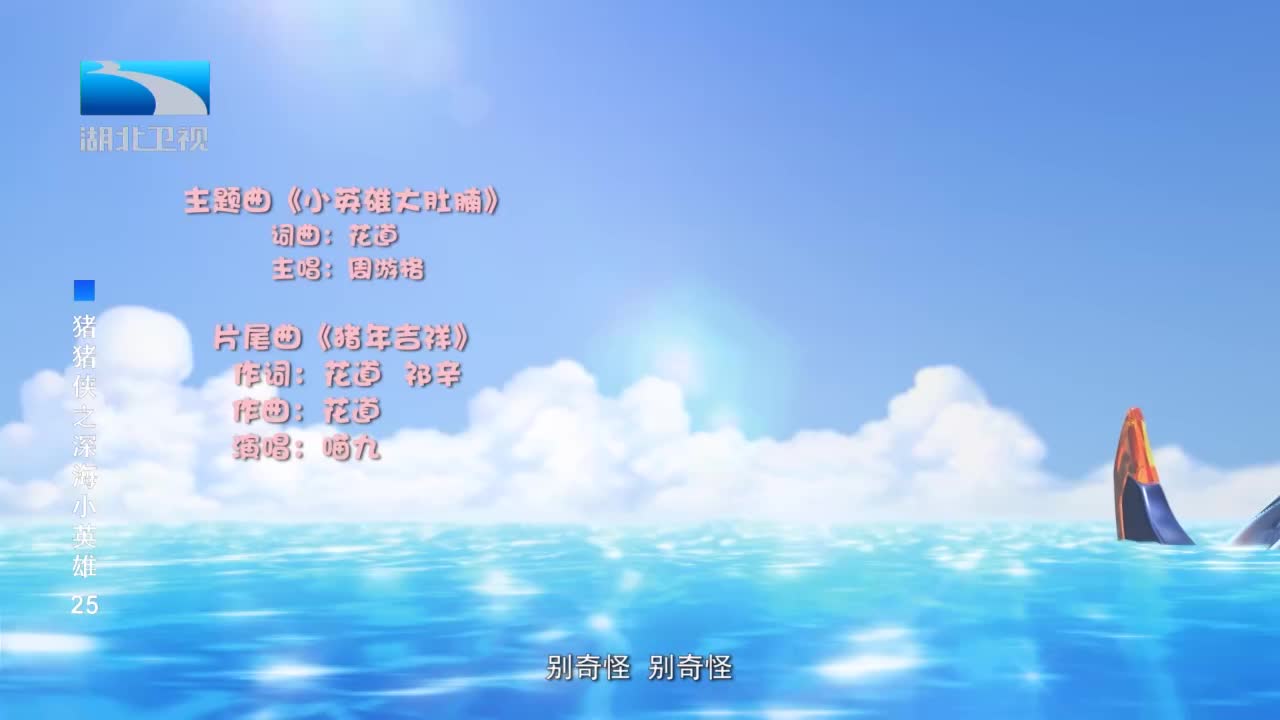 湖北卫视
主题曲《小英雄大肚腩》
词曲：花道
主唱：周游格
片尾曲《猪年吉祥》
作词：花道 祁辛
作曲：花道
演唱：喵九
猪猪侠之深海小英雄
25
别奇怪 别奇怪